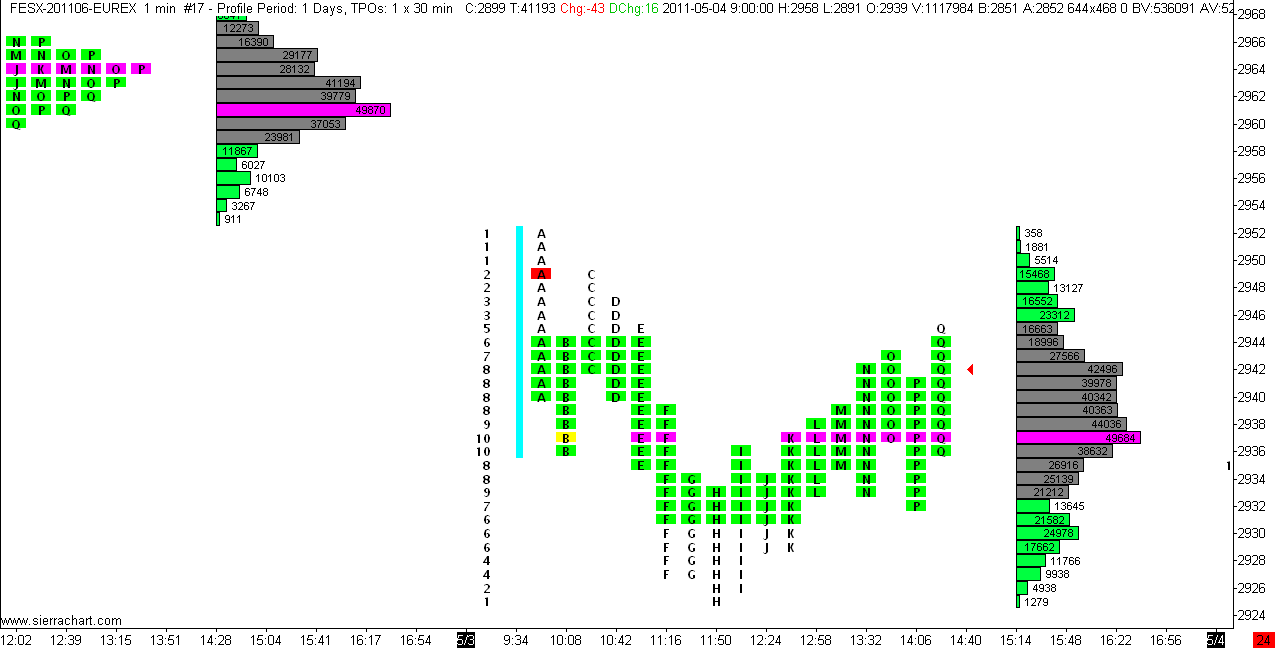 FESX-201106-EUREX 1 min #17 - Profile Period: 1 Days, TPOs: 1 x 30 min C:2899 T:41193 Chg:-43 DChg:16 2011-05-04 9:00:00 H:2958 L:2891 O:2939 V:1117984 B:2851 A:2852 644x468 0 BV:536091 AV:52
2968
12273
N P 16390 2966
M N O P 29177
J K M N O P 28132 2964
J M N O P 41194
N O P Q 39779 2962
O P Q 49870
Q 37053 2960
23981
11867 2958
6027
10103 2956
6748
3267 2954
911
1 A 358 2952
1 A 1881
1 A 5514 2950
2 A C 15468
2 A C 13127 2948
3 A C D 16552
3 A C D 23312 2946
5 A C D E Q 16663
6 A B C D E Q 18996 2944
7 A B C D E O Q 27566
8 A B C D E N O Q 42496 2942
8 A B D E N O P Q 39978
8 A B D E N O P Q 40342 2940
8 B E F M N O P Q 40363
9 B E F L M N O P Q 44036 2938
10 B E F K L M N O P Q 49684
10 B E F I K L M N P Q 38632 2936
8 E F I K L M N P 26916 1
8 F G I J K L N P 25139 2934
9 F G H I J K L N P 21212
7 F G H I J K P 13645 2932
6 F G H I J K 21582
6 F G H I J K 24978 2930
6 F G H I J K 17662
4 F G H I 11766 2928
4 F G H I 9938
2 H I 4938 2926
1 H 1279
2924
www.sierrachart.com
12:02 12:39 13:15 13:51 14:28 15:04 15:41 16:17 16:54 5/3 9:34 10:08 10:42 11:16 11:50 12:24 12:58 13:32 14:06 14:40 15:14 15:48 16:22 16:56 5/4 24